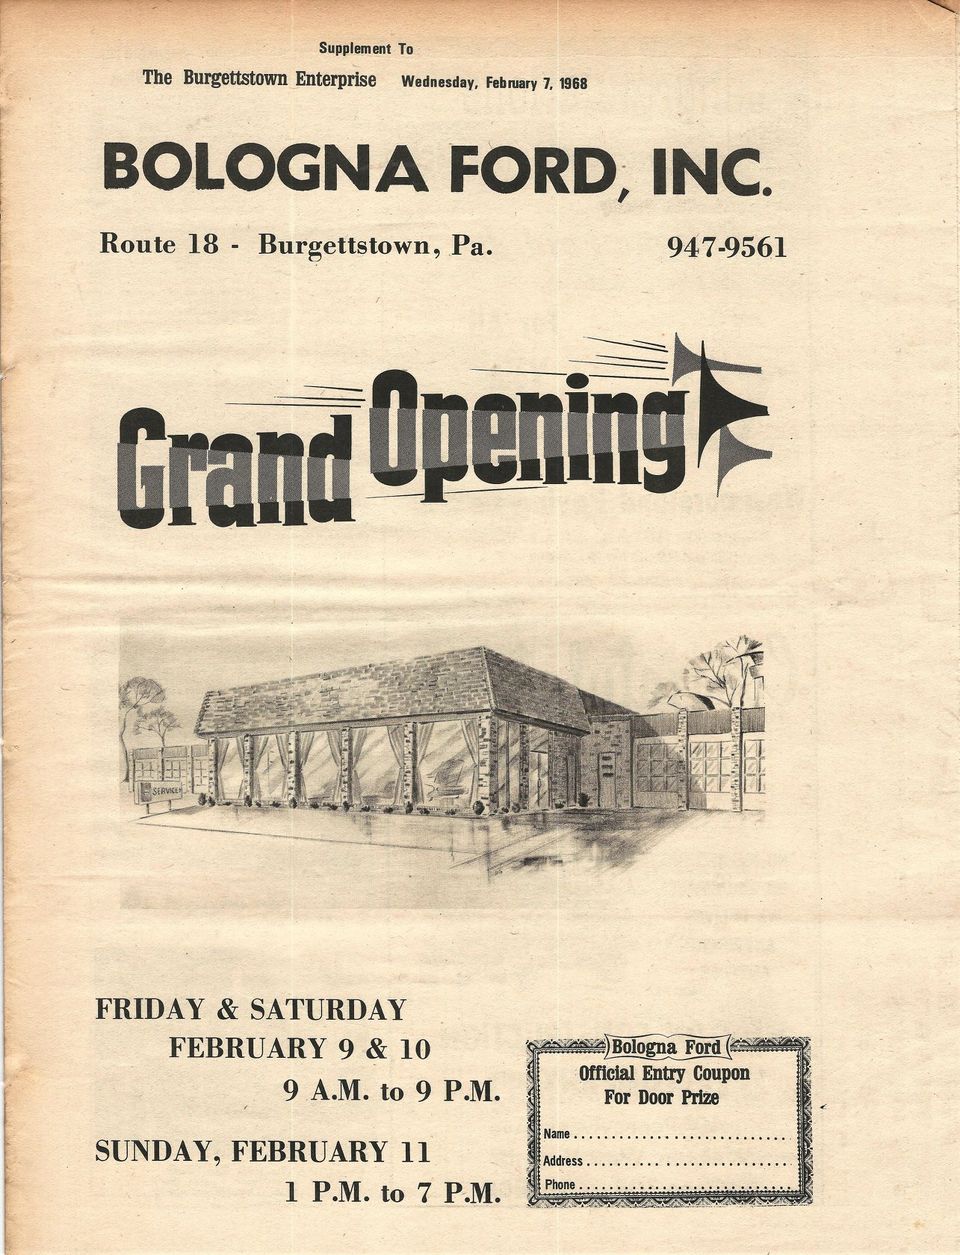 Supplement To
The Burgettstown Enterprise Wednesday, February 7, 1968
BOLOGNA FORD, INC.
Route 18 - Burgettstown, Pa. 947-9561
Grand Opening
SERVICE
FRIDAY & SATURDAY
FEBRUARY 9 & 10
9 A.M. to 9 P.M.
SUNDAY, FEBRUARY 11
1 P.M. to 7 P.M.
Bologna Ford
Official Entry Coupon
For Door Prize
Name
Address
Phone